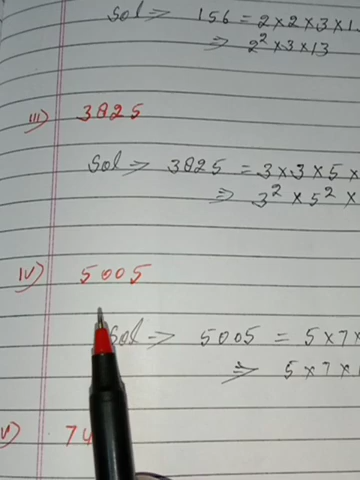 Sol ⇒ 156 = 2×2×3×1
⇒ 2²×3×13
III) 3825
Sol ⇒ 3825 = 3×3×5×
⇒ 3²×5²×
IV) 5005
Sol ⇒ 5005 = 5×7×
⇒ 5×7×
V) 74